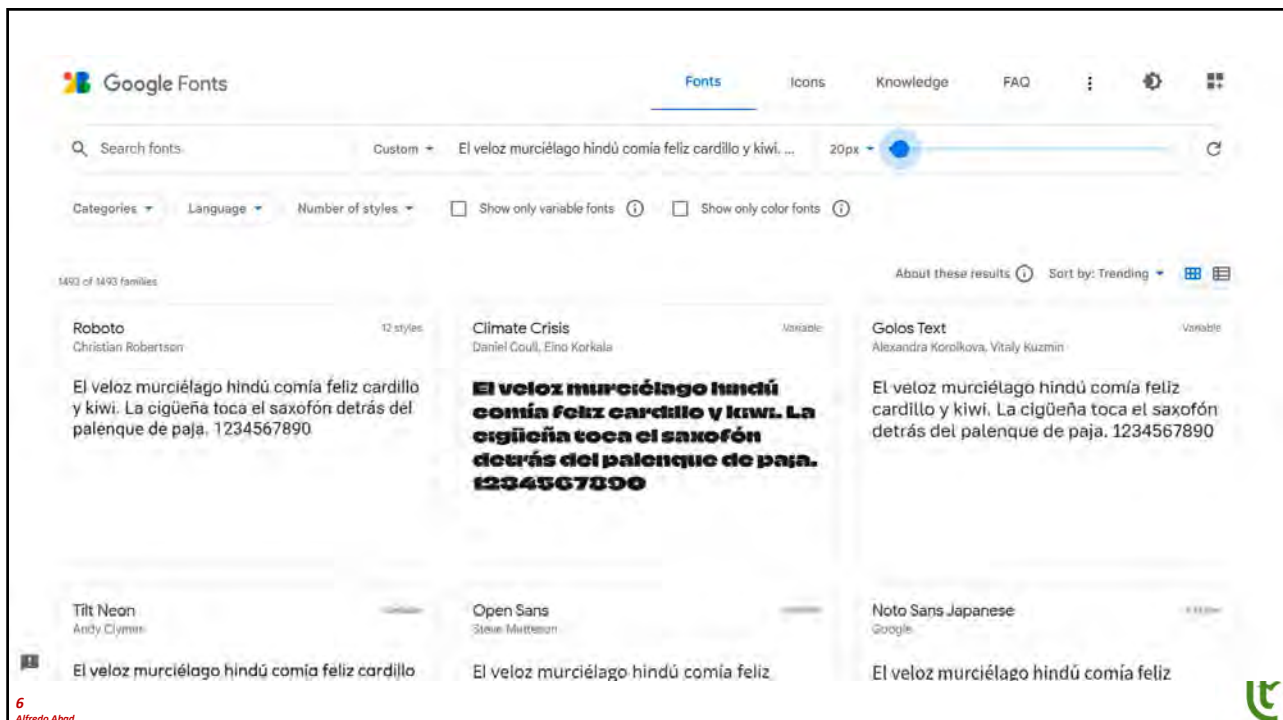 Google Fonts
Fonts Icons Knowledge FAQ
Search fonts Custom El veloz murciélago hindú comía feliz cardillo y kiwi. ... 20px
Categories Language Number of styles Show only variable fonts Show only color fonts
1493 of 1493 families About these results Sort by: Trending
Roboto 12 styles
Christian Robertson
El veloz murciélago hindú comía feliz cardillo
y kiwi. La cigüeña toca el saxofón detrás del
palenque de paja. 1234567890
Climate Crisis Variable
Daniel Coull, Eino Korkala
El veloz murciélago hindú
comía feliz cardillo y kiwi. La
cigüeña toca el saxofón
detrás del palenque de paja.
1234567890
Golos Text Variable
Alexandra Korolkova, Vitaly Kuzmin
El veloz murciélago hindú comía feliz
cardillo y kiwi. La cigüeña toca el saxofón
detrás del palenque de paja. 1234567890
Tilt Neon
Andy Clymer
El veloz murciélago hindú comía feliz cardillo
Open Sans
Steve Matteson
El veloz murciélago hindú comía feliz
Noto Sans Japanese
Google
El veloz murciélago hindú comía feliz
6
Alfredo Abad